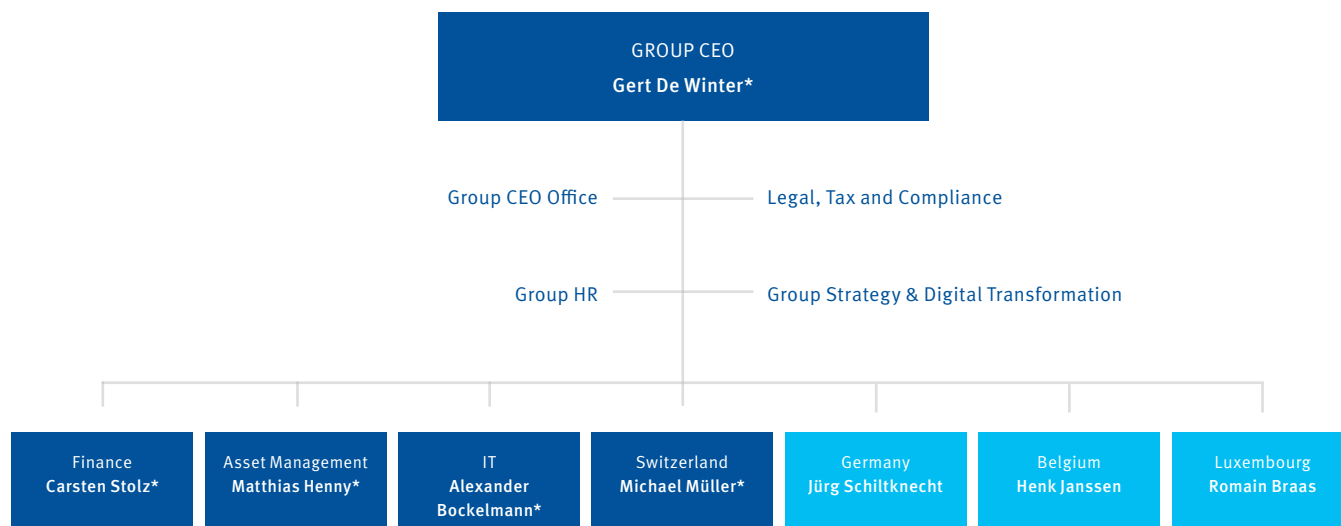 GROUP CEO
Gert De Winter*
Group CEO Office
Legal, Tax and Compliance
Group HR
Group Strategy & Digital Transformation
Finance
Carsten Stolz*
Asset Management
Matthias Henny*
IT
Alexander
Bockelmann*
Switzerland
Michael Müller*
Germany
Jürg Schiltknecht
Belgium
Henk Janssen
Luxembourg
Romain Braas